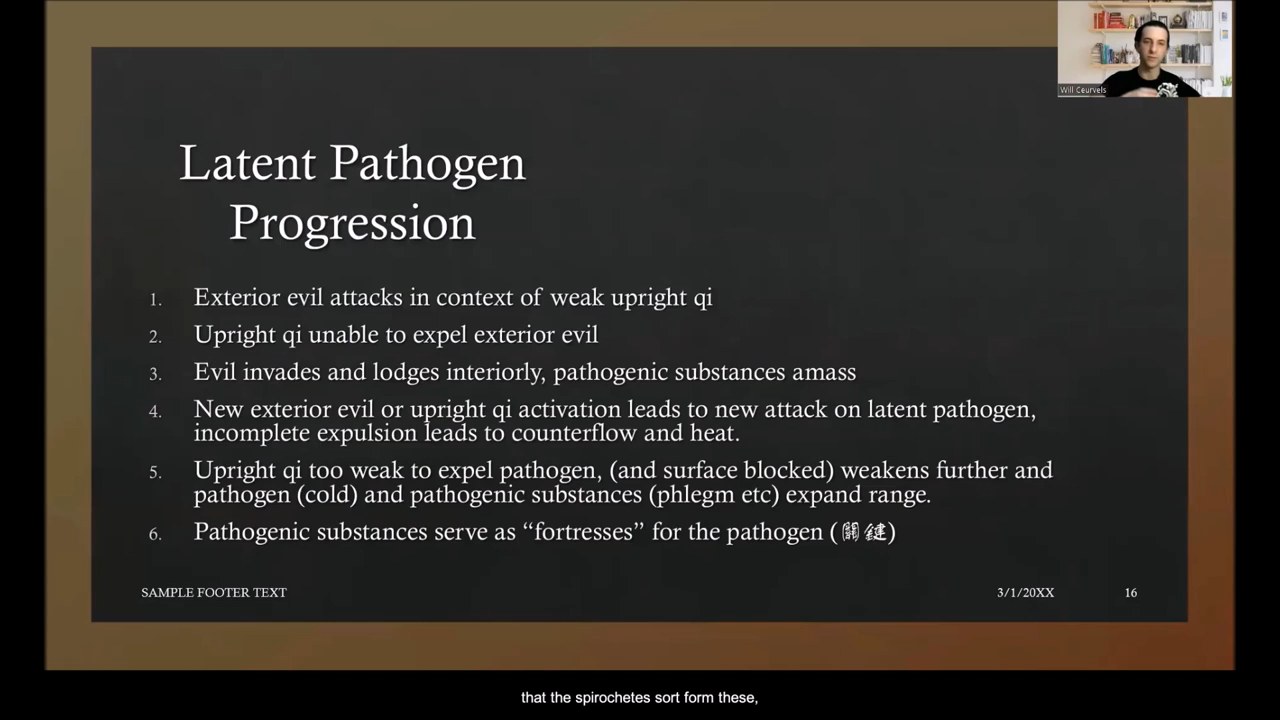 Will Ceurvels
Latent Pathogen
Progression
1. Exterior evil attacks in context of weak upright qi
2. Upright qi unable to expel exterior evil
3. Evil invades and lodges interiorly, pathogenic substances amass
4. New exterior evil or upright qi activation leads to new attack on latent pathogen,
incomplete expulsion leads to counterflow and heat.
5. Upright qi too weak to expel pathogen, (and surface blocked) weakens further and
pathogen (cold) and pathogenic substances (phlegm etc) expand range.
6. Pathogenic substances serve as “fortresses” for the pathogen (關鍵)
SAMPLE FOOTER TEXT 3/1/20XX 16
that the spirochetes sort form these,